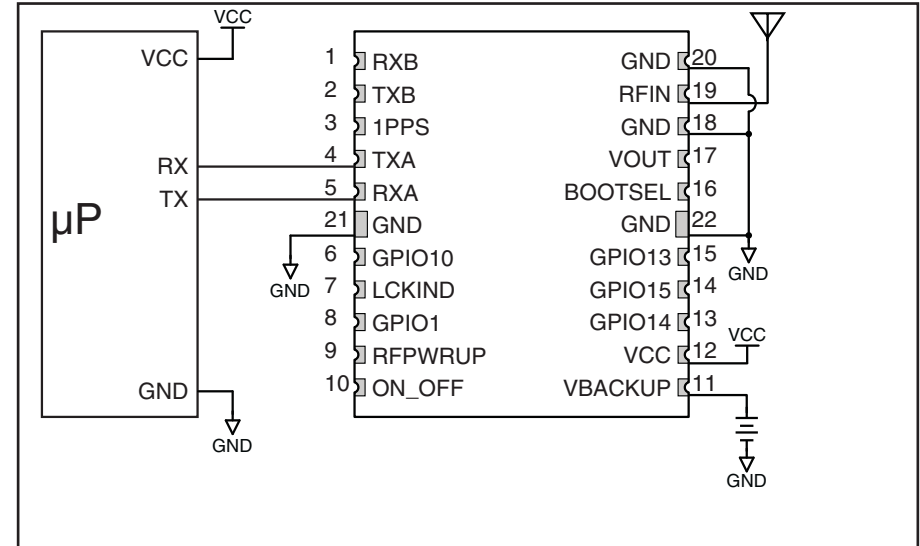 VCC
VCC
RX
TX
µP
GND
GND
1 RXB
2 TXB
3 1PPS
4 TXA
5 RXA
21 GND
GND
6 GPIO10
7 LCKIND
8 GPIO1
9 RFPWRUP
10 ON_OFF
GND 20
RFIN 19
GND 18
VOUT 17
BOOTSEL 16
GND 22
GND
GPIO13 15
GPIO15 14
GPIO14 13
VCC
VCC 12
VBACKUP 11
GND